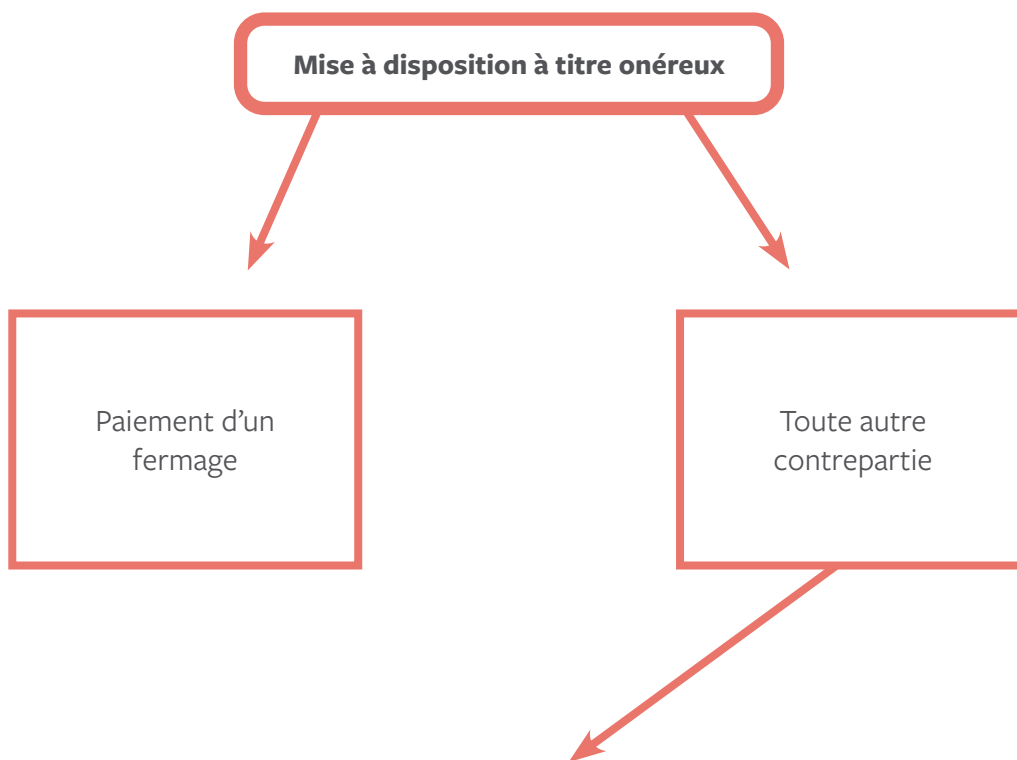 Mise à disposition à titre onéreux
Paiement d’un
fermage
Toute autre
contrepartie